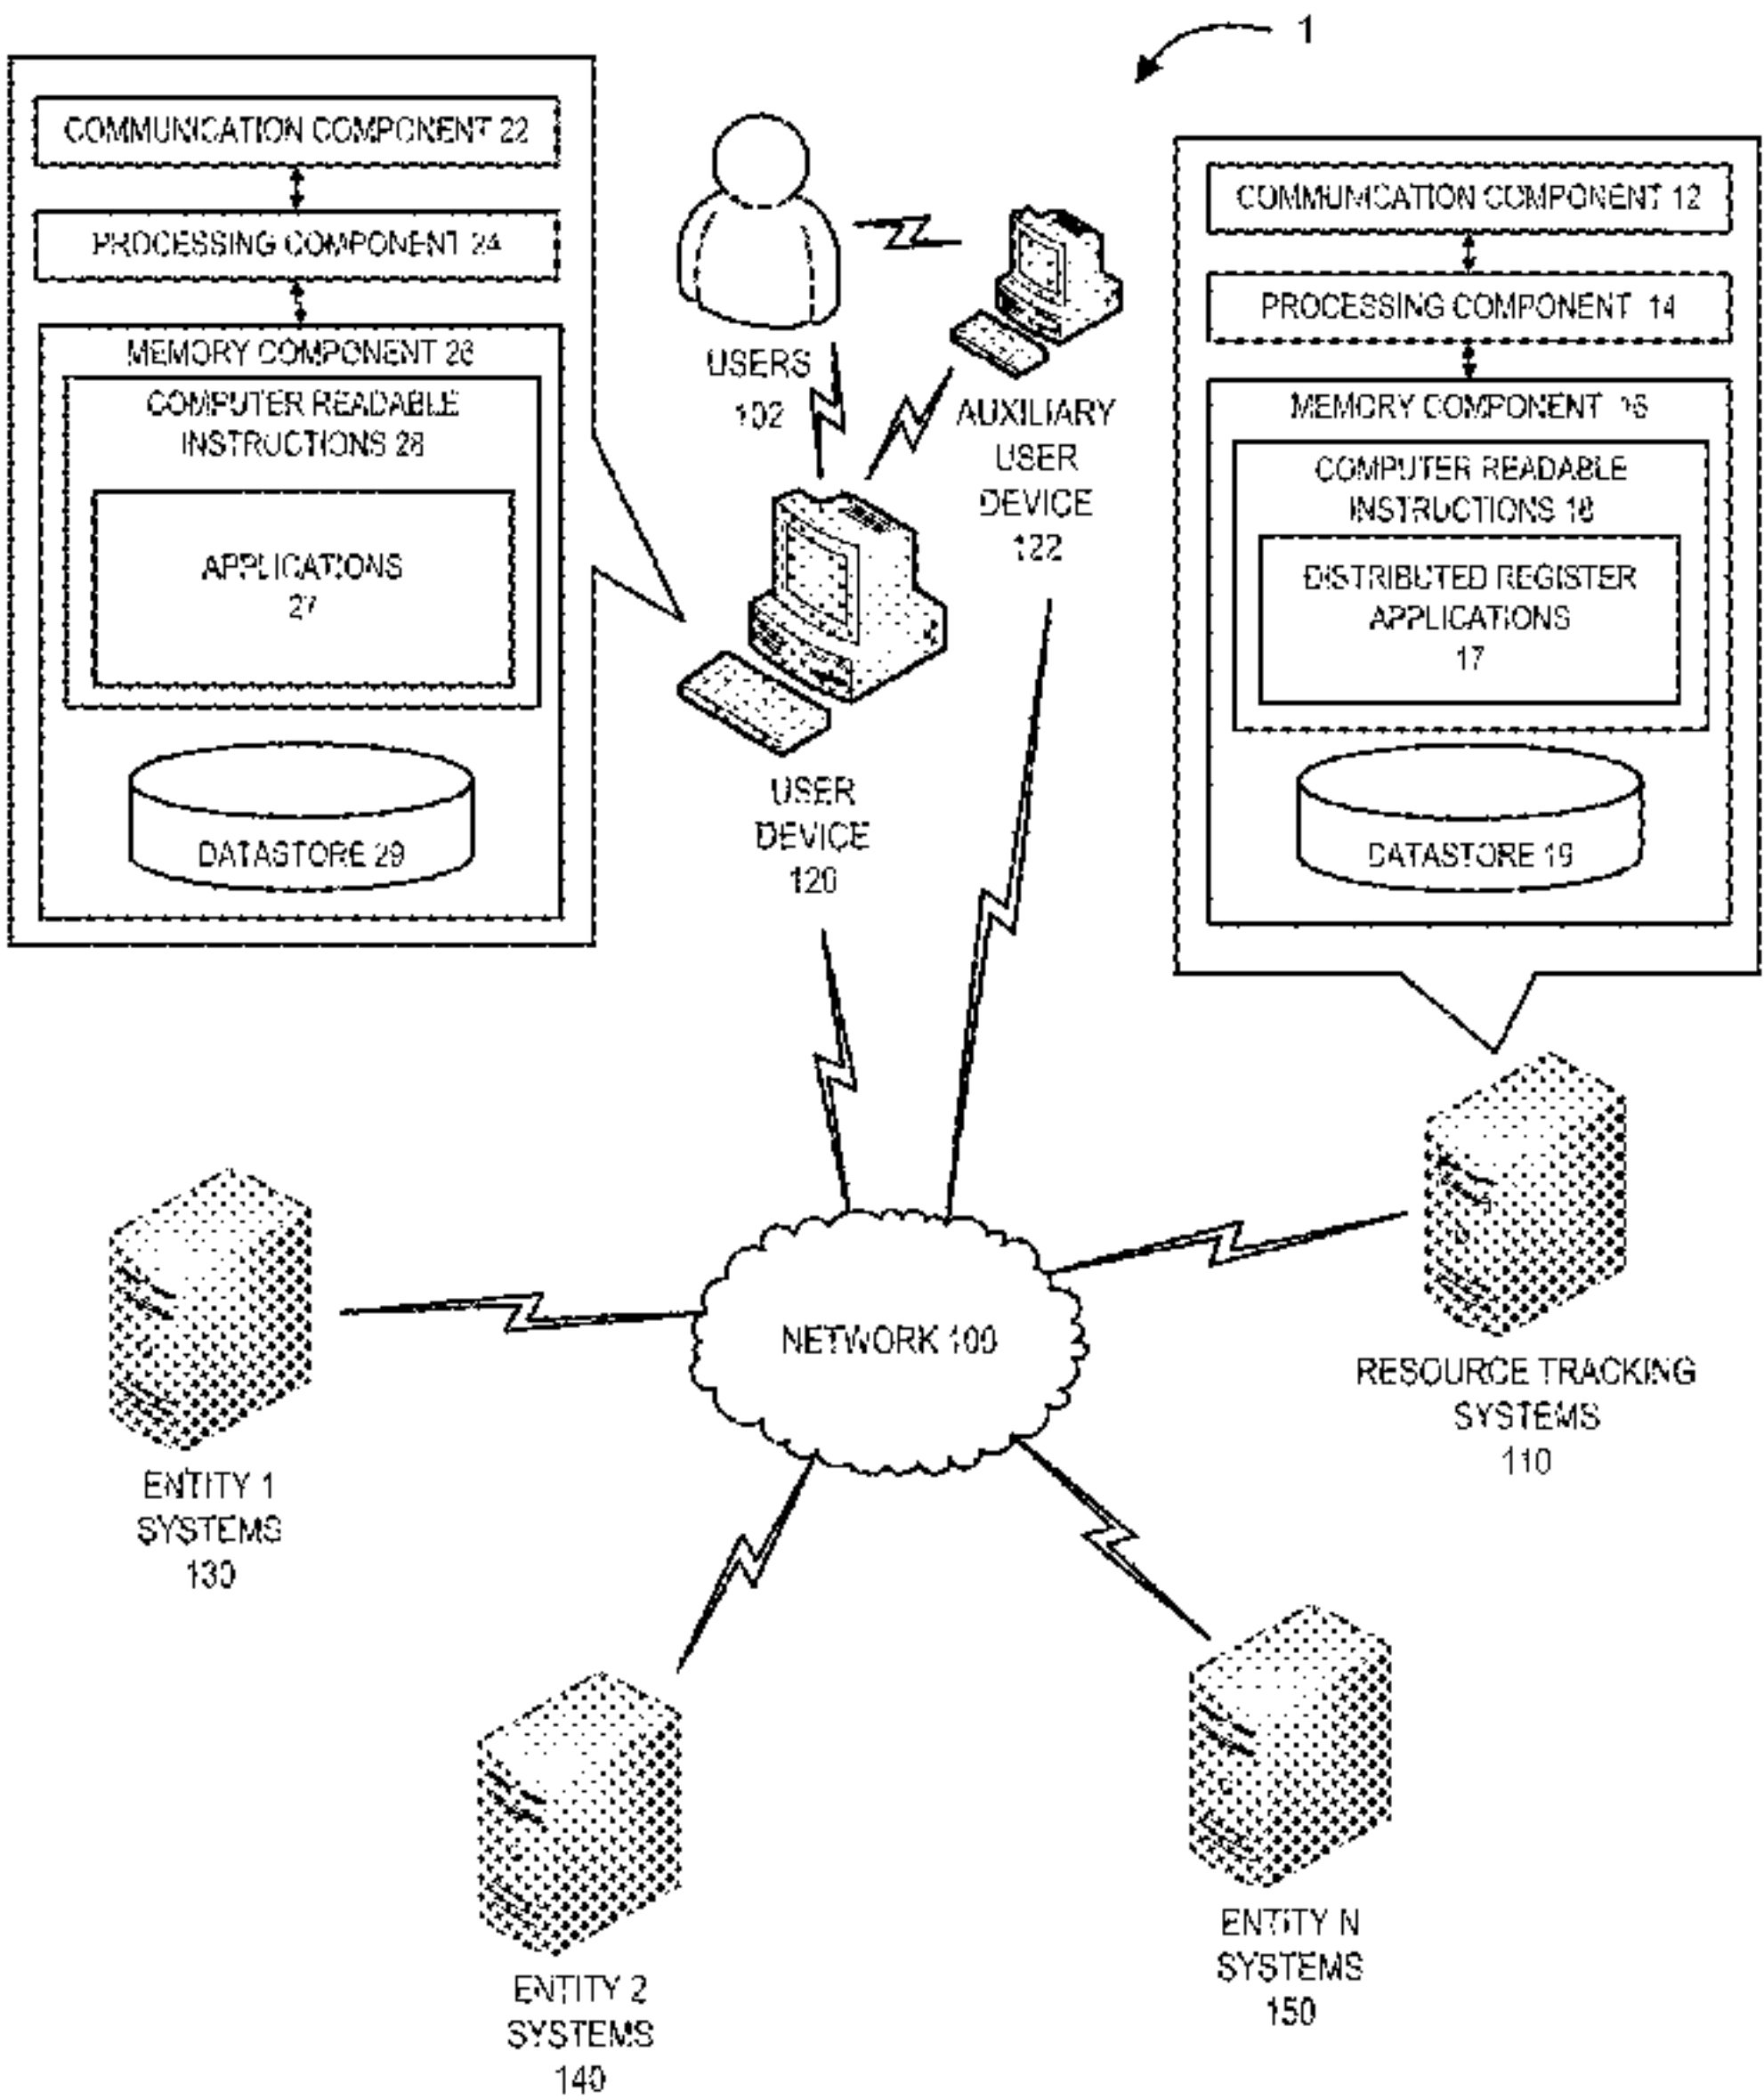 1
COMMUNICATION COMPONENT 22
PROCESSING COMPONENT 24
MEMORY COMPONENT 26
COMPUTER READABLE
INSTRUCTIONS 28
APPLICATIONS
27
DATASTORE 29
USERS
102
AUXILIARY
USER
DEVICE
122
USER
DEVICE
120
COMMUNICATION COMPONENT 12
PROCESSING COMPONENT 14
MEMORY COMPONENT 16
COMPUTER READABLE
INSTRUCTIONS 18
DISTRIBUTED REGISTER
APPLICATIONS
17
DATASTORE 19
NETWORK 100
RESOURCE TRACKING
SYSTEMS
110
ENTITY 1
SYSTEMS
130
ENTITY 2
SYSTEMS
140
ENTITY N
SYSTEMS
150